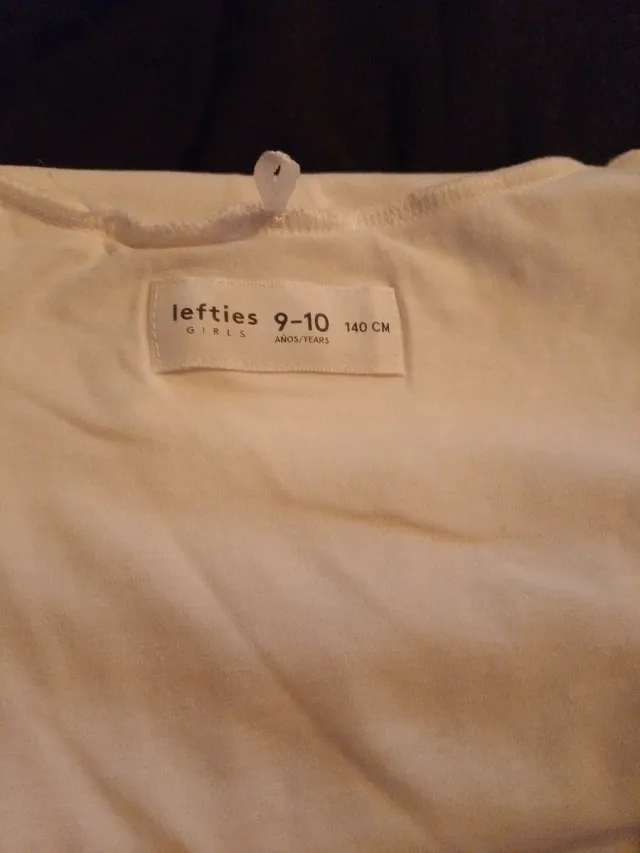 lefties 9-10 140 CM
GIRLS AÑOS/YEARS